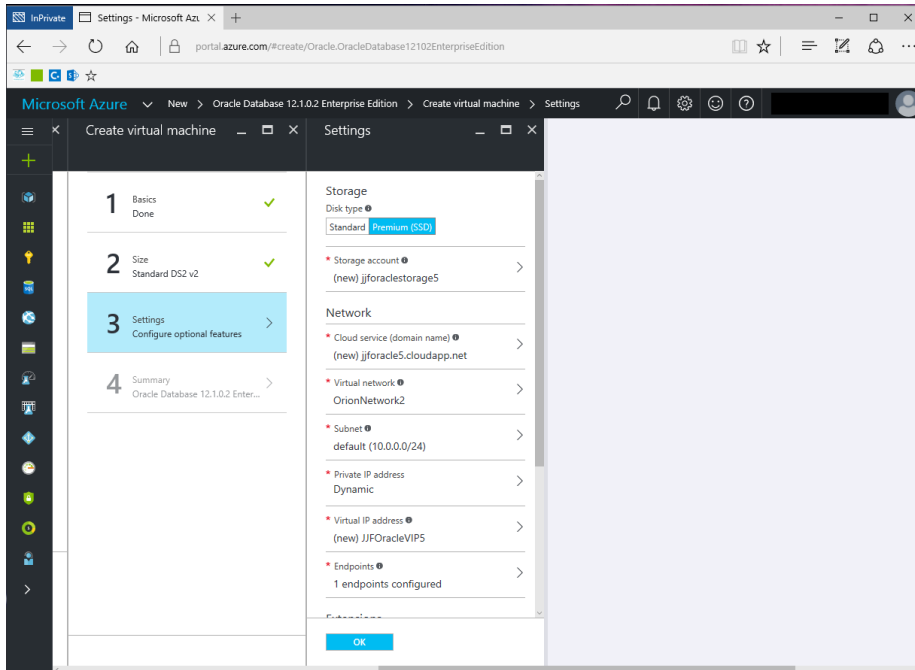 InPrivate
Settings - Microsoft Azu
portal.azure.com/#create/Oracle.OracleDatabase12102EnterpriseEdition
Microsoft Azure New > Oracle Database 12.1.0.2 Enterprise Edition > Create virtual machine > Settings
Create virtual machine
1
Basics
Done
2
Size
Standard DS2 v2
3
Settings
Configure optional features
4
Summary
Oracle Database 12.1.0.2 Enter...
Settings
Storage
Disk type
Standard Premium (SSD)
* Storage account
(new) jjforaclestorage5
Network
* Cloud service (domain name)
(new) jjforacle5.cloudapp.net
* Virtual network
OrionNetwork2
* Subnet
default (10.0.0.0/24)
* Private IP address
Dynamic
* Virtual IP address
(new) JJFOracleVIP5
* Endpoints
1 endpoints configured
OK